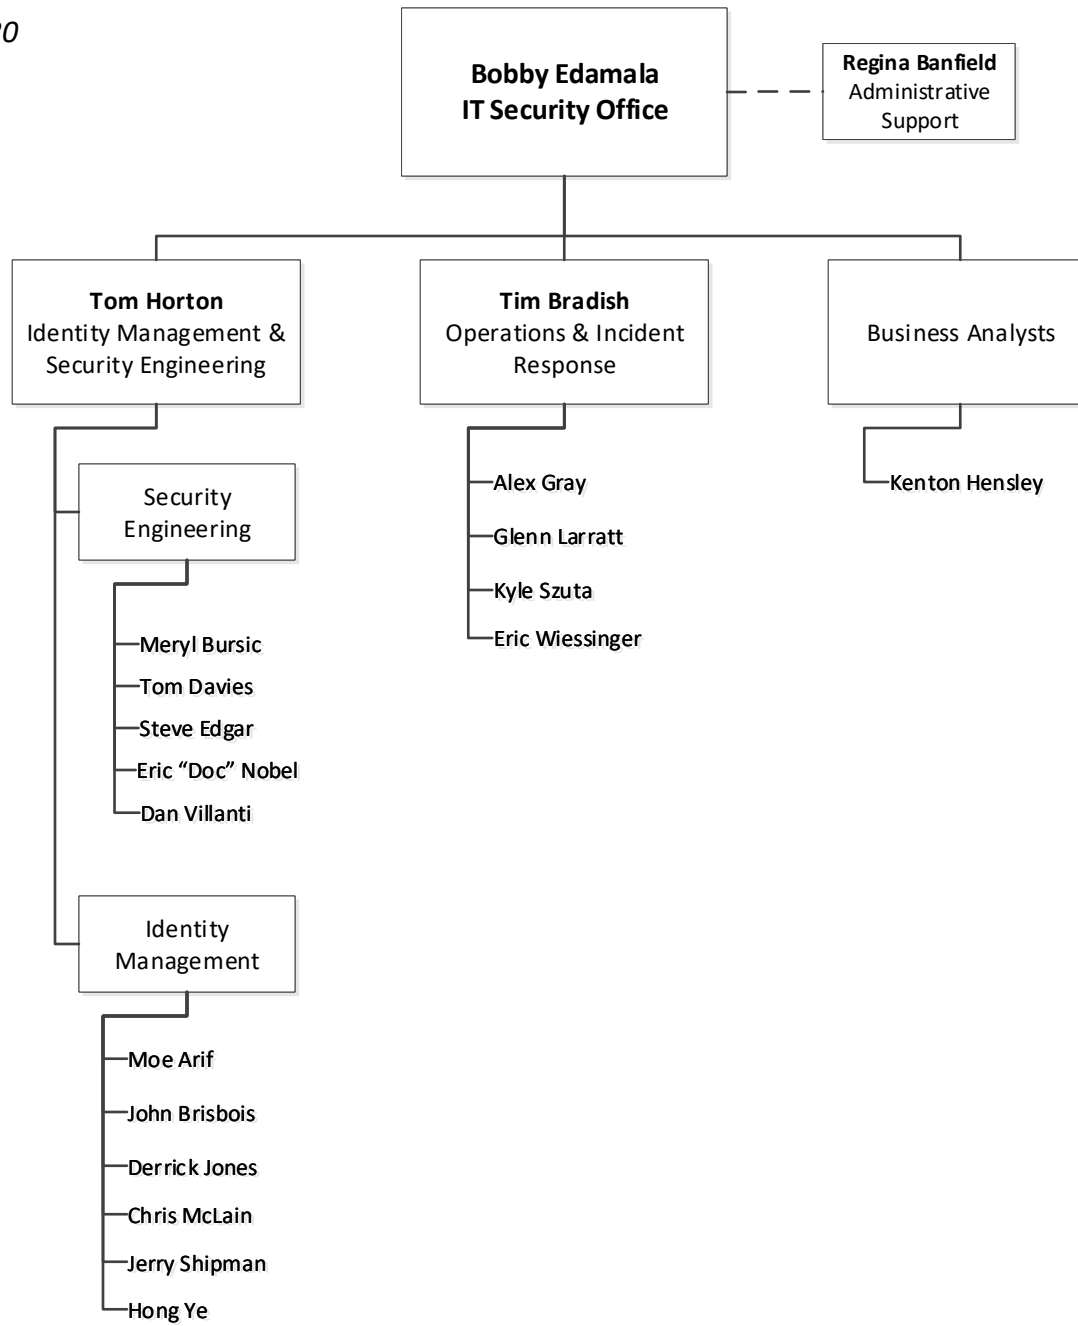 Bobby Edamala
IT Security Office
Regina Banfield
Administrative
Support
Tom Horton
Identity Management &
Security Engineering
Tim Bradish
Operations & Incident
Response
Business Analysts
Security
Engineering
Meryl Bursic
Tom Davies
Steve Edgar
Eric “Doc” Nobel
Dan Villanti
Identity
Management
Moe Arif
John Brisbois
Derrick Jones
Chris McLain
Jerry Shipman
Hong Ye
Alex Gray
Glenn Larratt
Kyle Szuta
Eric Wiessinger
Kenton Hensley